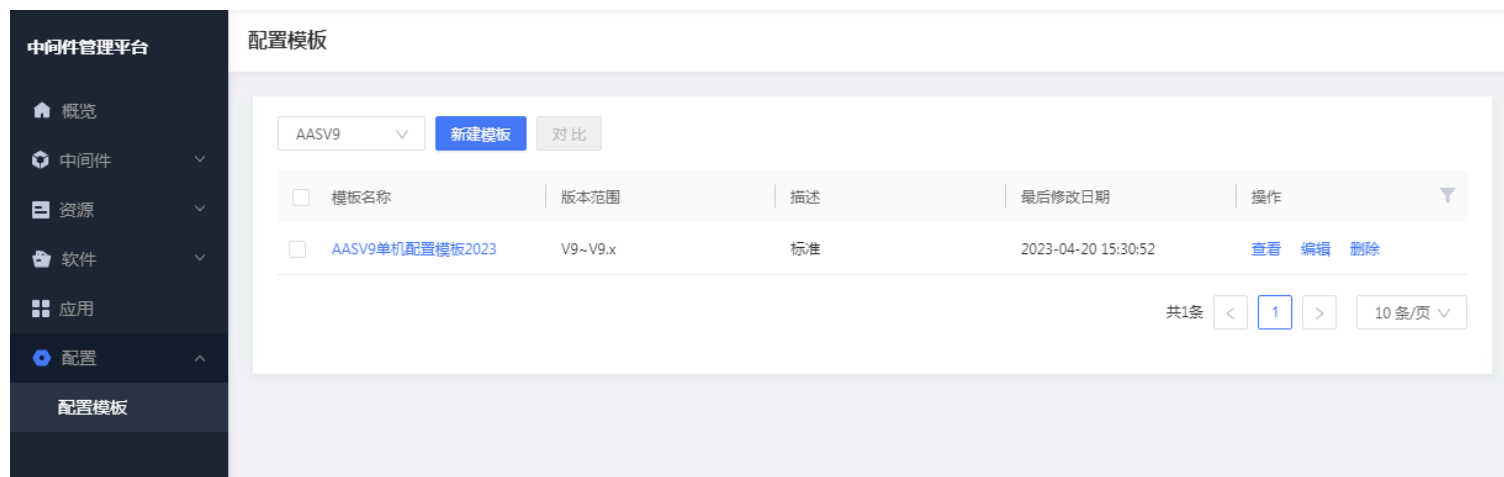 中间件管理平台
配置模板
概览
中间件
资源
软件
应用
配置
配置模板
AASV9 新建模板 对比
模板名称 版本范围 描述 最后修改日期 操作
AASV9单机配置模板2023 V9~V9.x 标准 2023-04-20 15:30:52 查看 编辑 删除
共1条 < 1 > 10 条/页